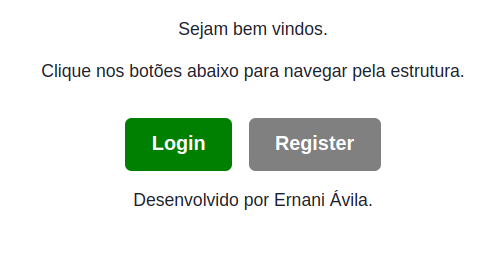 Sejam bem vindos.
Clique nos botões abaixo para navegar pela estrutura.
Login Register
Desenvolvido por Ernani Ávila.